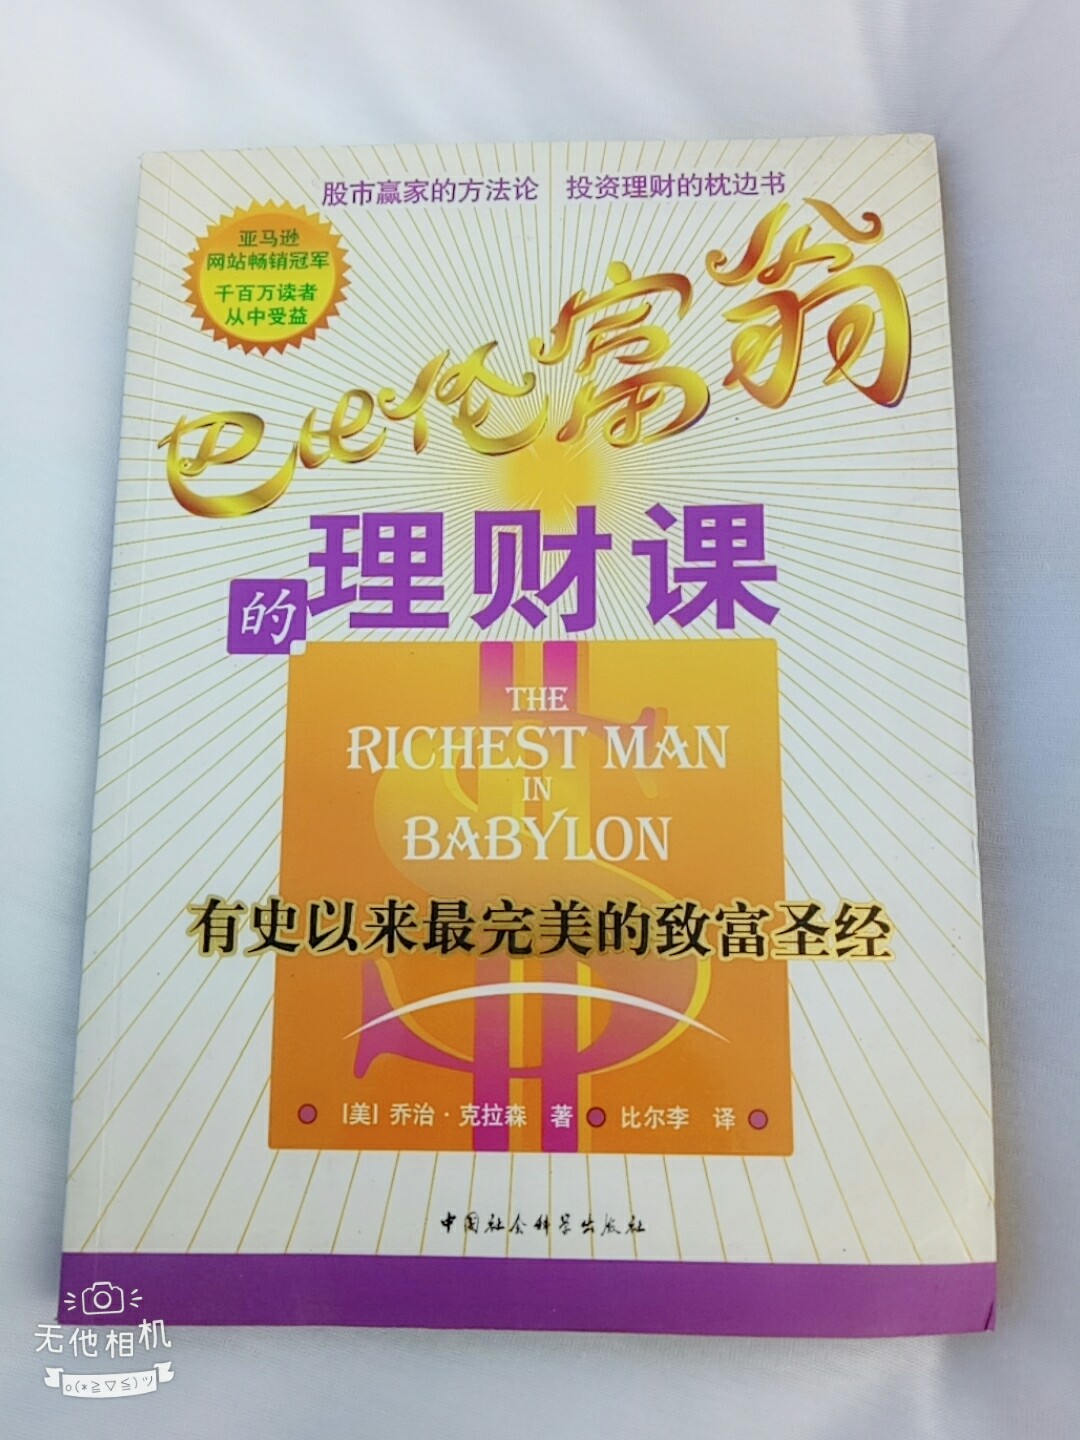 股市赢家的方法论 投资理财的枕边书
亚马逊
网站畅销冠军
千百万读者
从中受益
巴比伦富翁
的理财课
THE
RICHEST MAN
IN
BABYLON
有史以来最完美的致富圣经
[美] 乔治·克拉森 著 比尔李 译
中国社会科学出版社
无他相机
o(*≧▽≦)ツ